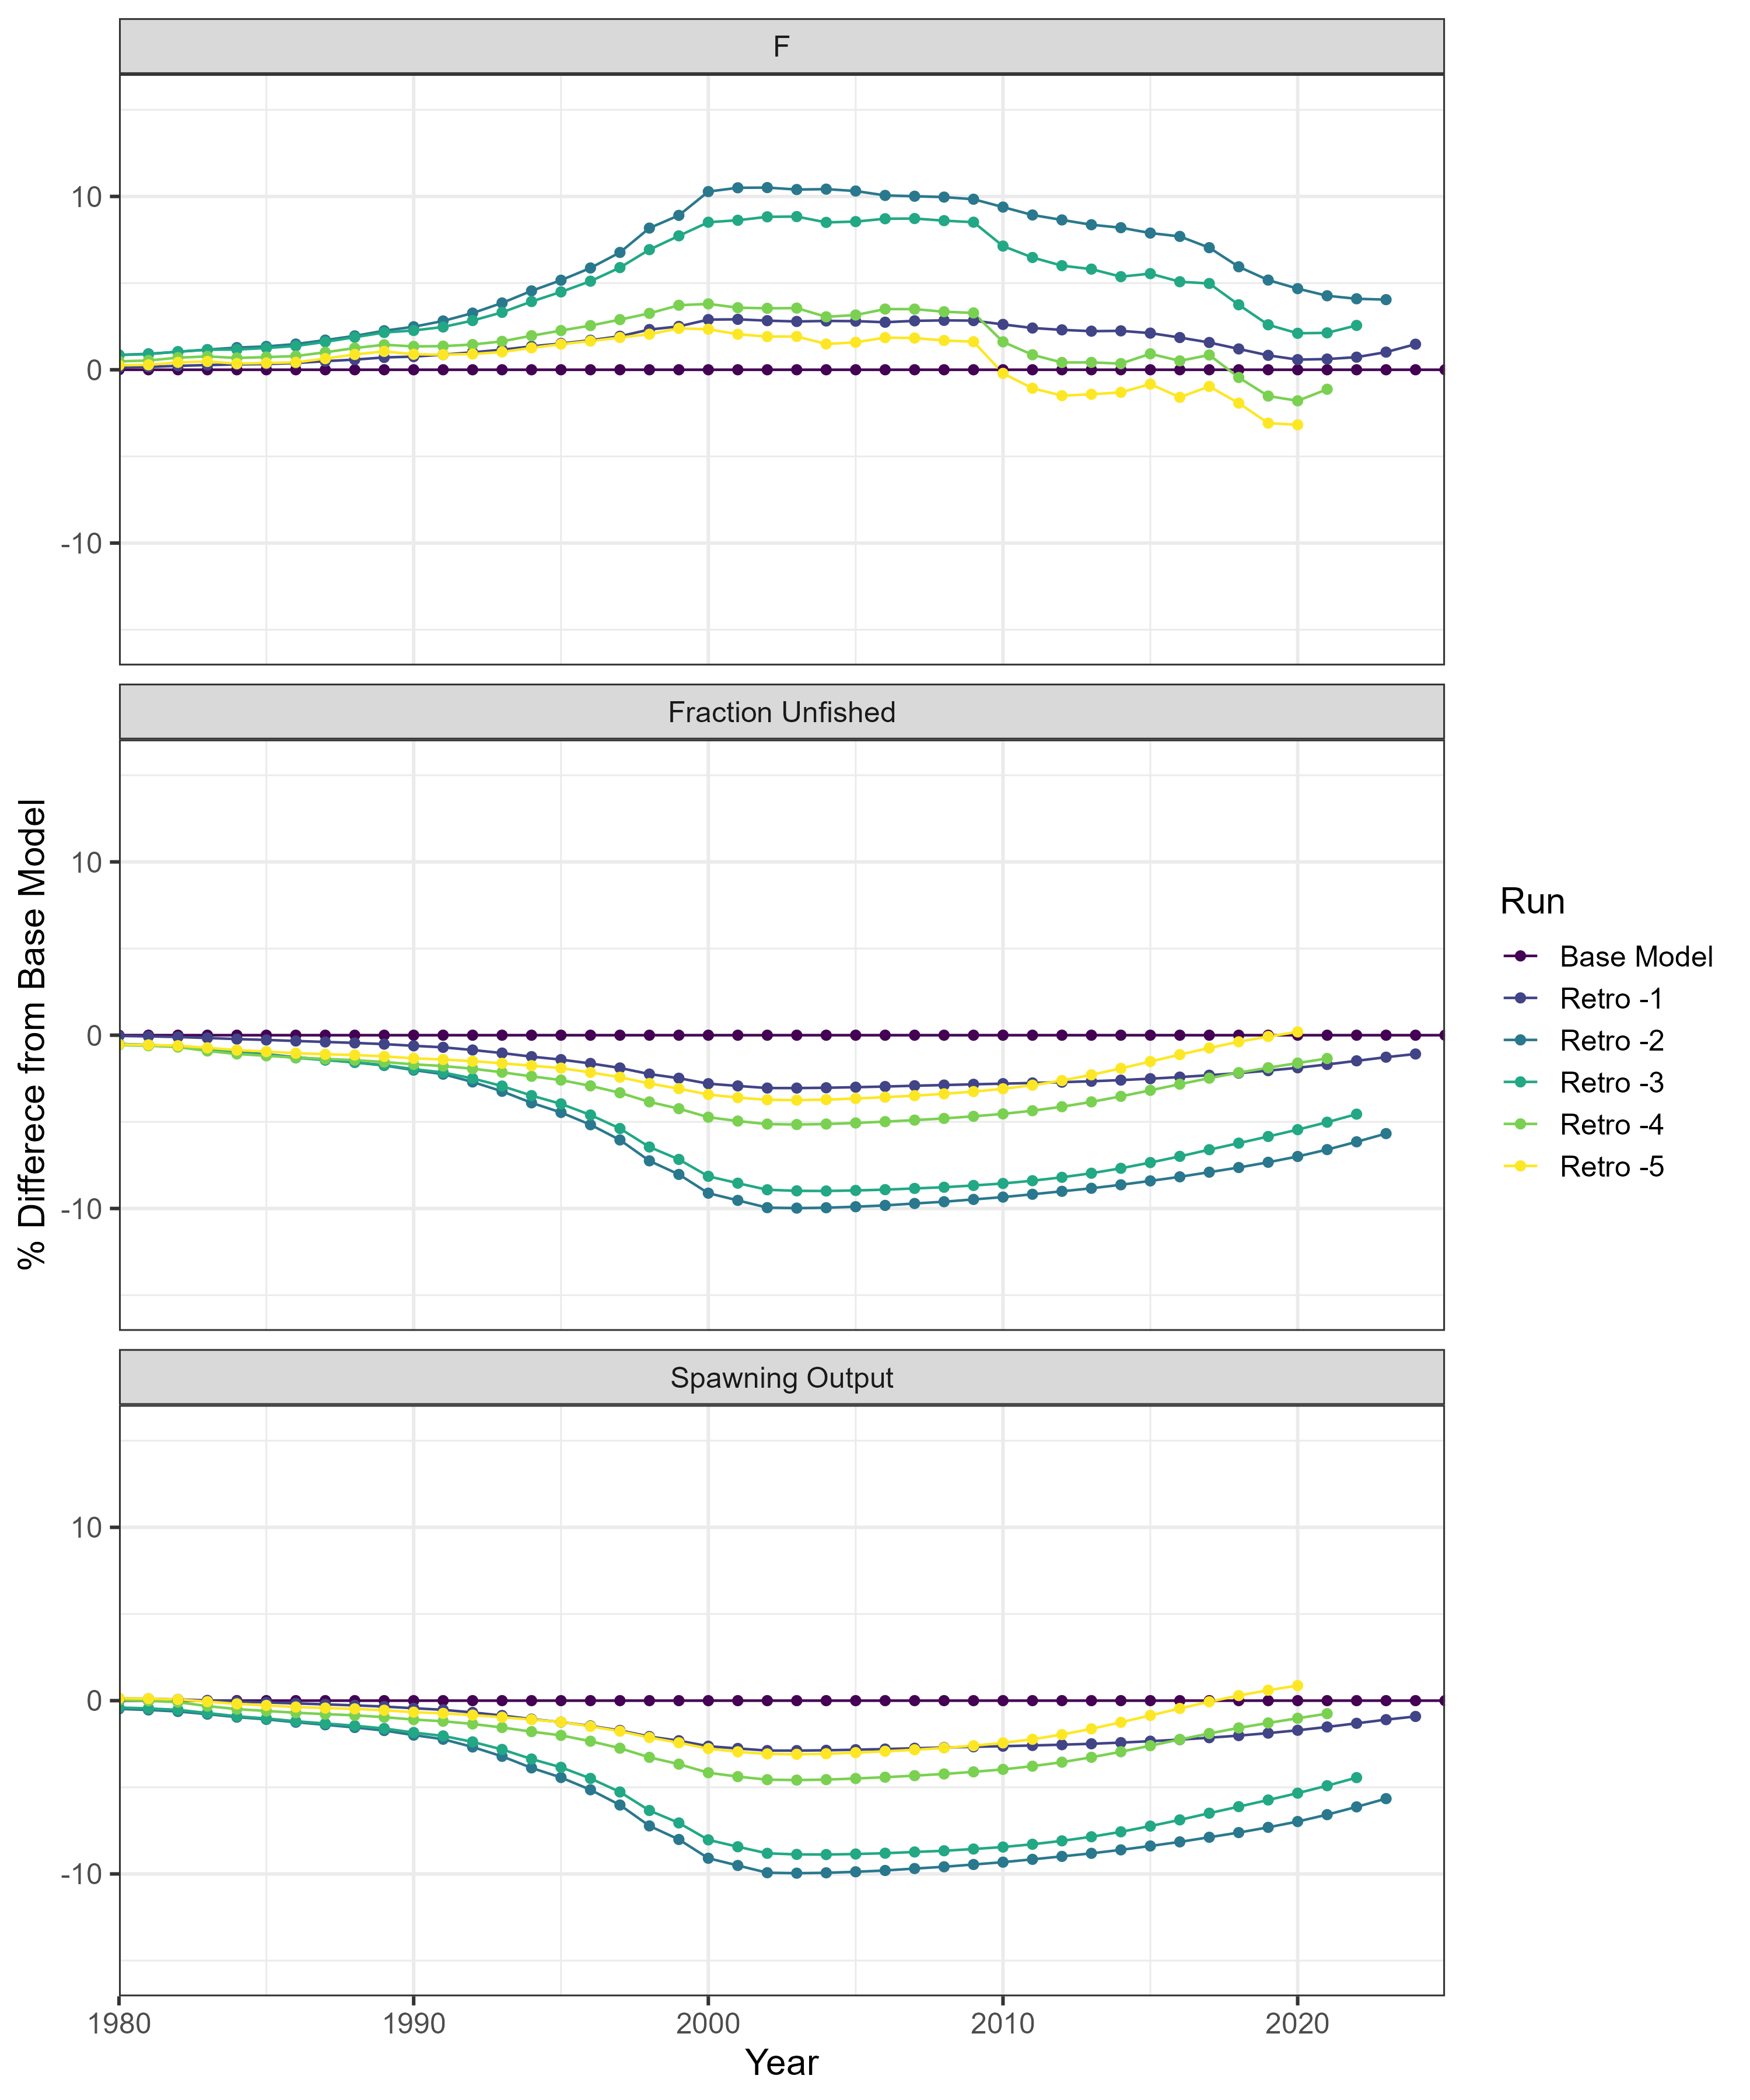 F
10
0
-10
Fraction Unfished
10
0
-10
% Differece from Base Model
Spawning Output
10
0
-10
1980 1990 2000 2010 2020
Year
Run
Base Model
Retro -1
Retro -2
Retro -3
Retro -4
Retro -5